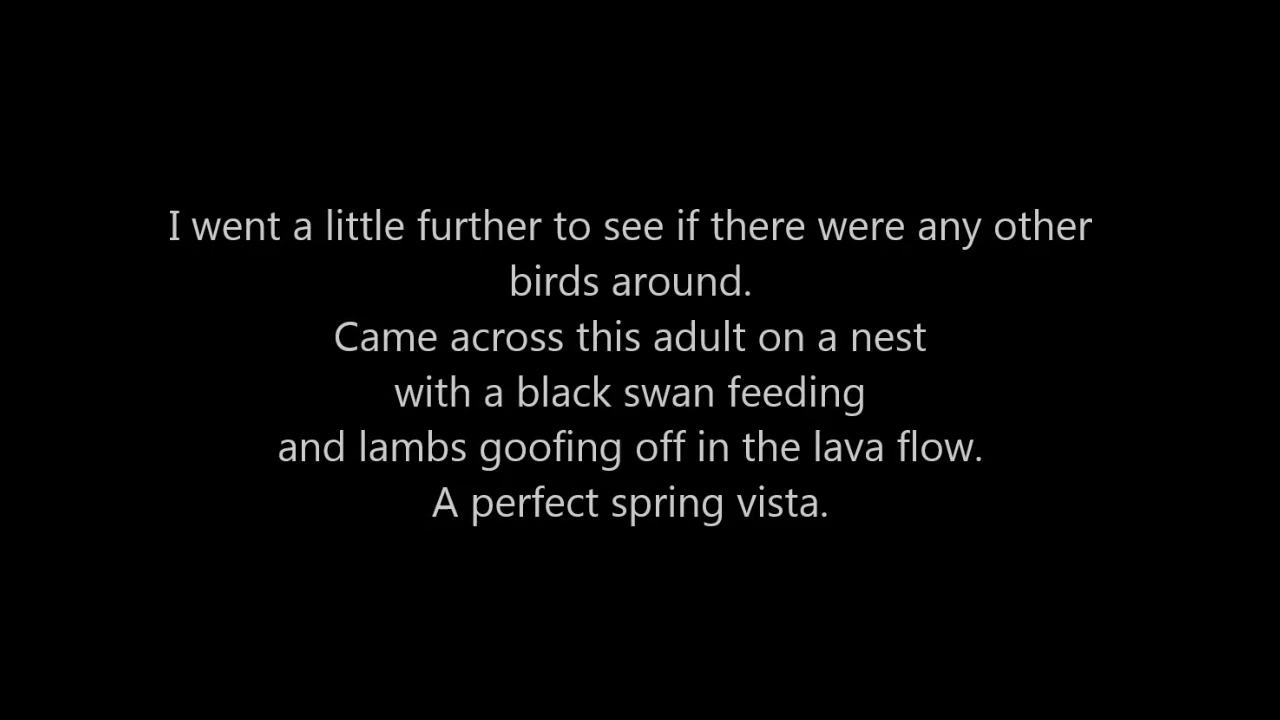 I went a little further to see if there were any other
birds around.
Came across this adult on a nest
with a black swan feeding
and lambs goofing off in the lava flow.
A perfect spring vista.